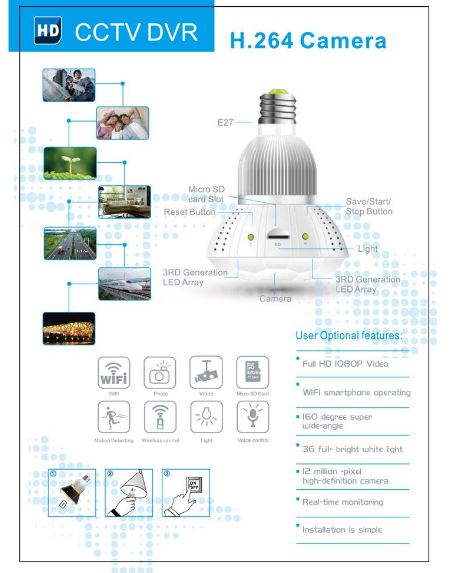 HD CCTV DVR
H.264 Camera
E27
Micro SD
card Slot
Reset Button
Save/Start/
Stop Button
Light
3RD Generation
LED Array
3RD Generation
LED Array
Camera
User Optional features:
Full HD 1080P Video
WIFI smartphone operating
160 degree super
wide-angle
36 full- bright white light
12 million -pixel
high-definition camera
Real-time monitoring
Installation is simple
WiFi
WIFI
Photo
Video
Micro-SD Card
Motion Detecting
Wireless control
Light
Voice control
1
2
3
ON
OFF